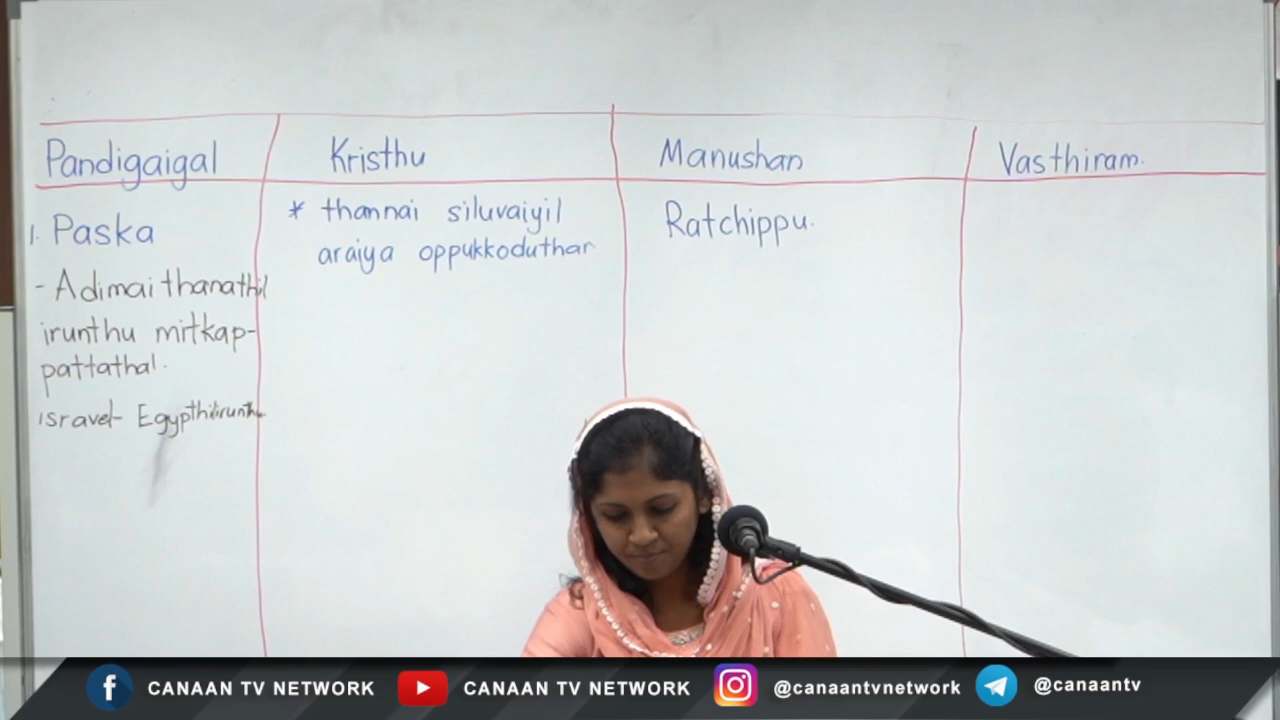 Pandigaigal
Kristhu
Manushan
Vasthiram.
1. Paska
- Adimai thanathil
irunthu mitkap-
pattathal.
Isravel- Egypthilirunthu
* thannai siluvaiyil
araiya oppukkoduthar
Ratchippu.
CANAAN TV NETWORK
CANAAN TV NETWORK
@canaantvnetwork
@canaantv